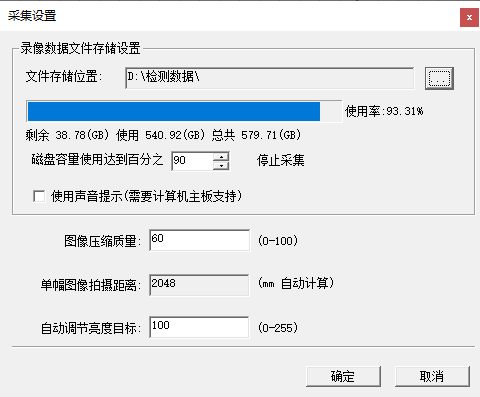 采集设置
录像数据文件存储设置
文件存储位置: D:\检测数据\ ...
使用率:93.31%
剩余 38.78(GB) 使用 540.92(GB) 总共 579.71(GB)
磁盘容量使用达到百分之 90 停止采集
使用声音提示(需要计算机主板支持)
图像压缩质量: 60 (0-100)
单幅图像拍摄距离: 2048 (mm 自动计算)
自动调节亮度目标: 100 (0-255)
确定 取消